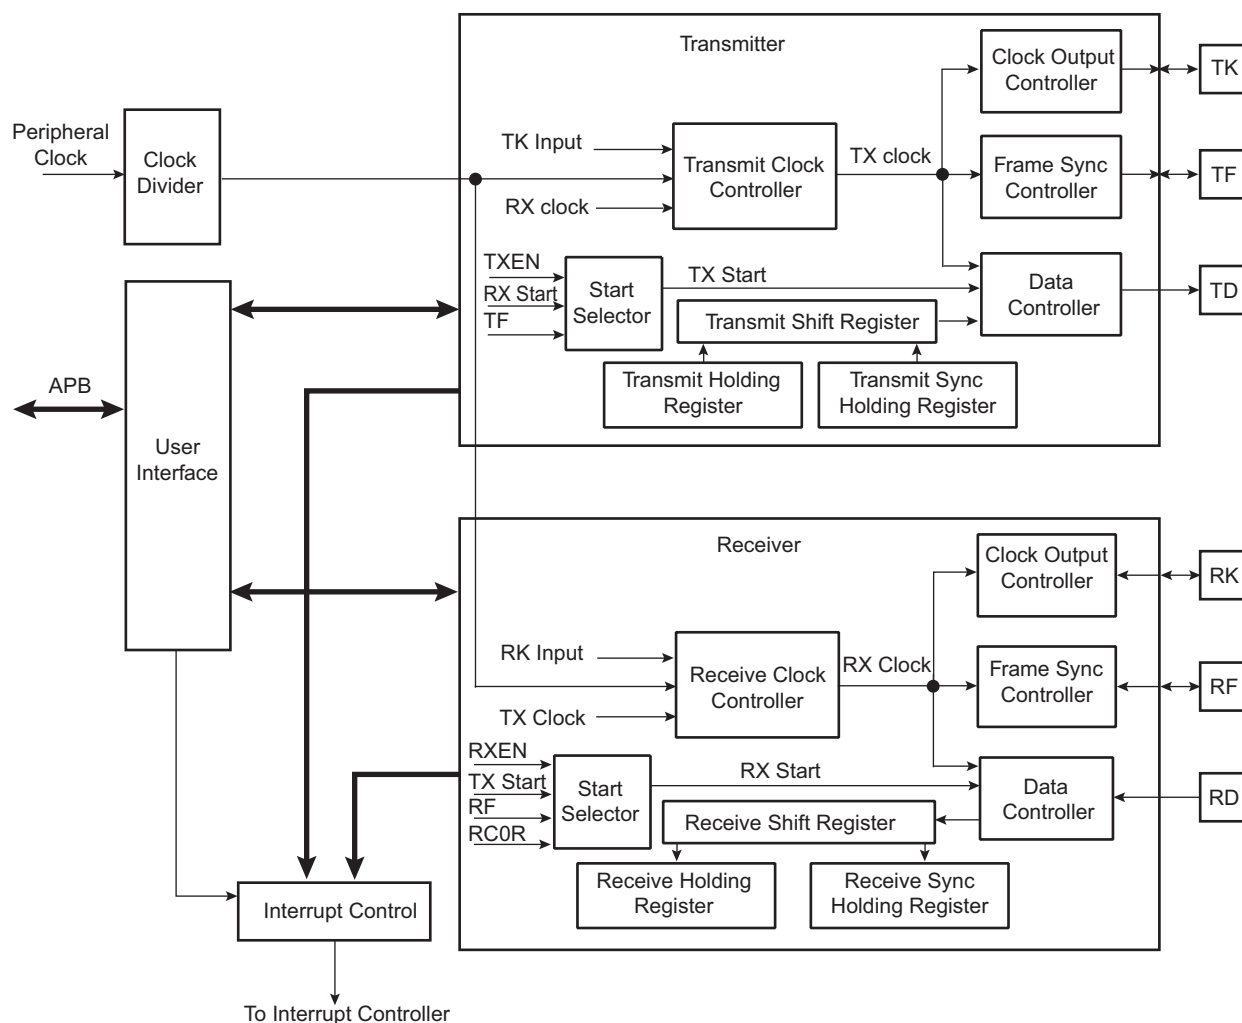 Transmitter
Clock Output
Controller
TK
Peripheral
Clock
Clock
Divider
TK Input
Transmit Clock
Controller
TX clock
Frame Sync
Controller
TF
RX clock
TXEN
RX Start
TF
Start
Selector
TX Start
Data
Controller
TD
Transmit Shift Register
Transmit Holding
Register
Transmit Sync
Holding Register
APB
User
Interface
Receiver
Clock Output
Controller
RK
RK Input
Receive Clock
Controller
RX Clock
Frame Sync
Controller
RF
TX Clock
RXEN
TX Start
RF
RC0R
Start
Selector
RX Start
Data
Controller
RD
Receive Shift Register
Receive Holding
Register
Receive Sync
Holding Register
Interrupt Control
To Interrupt Controller